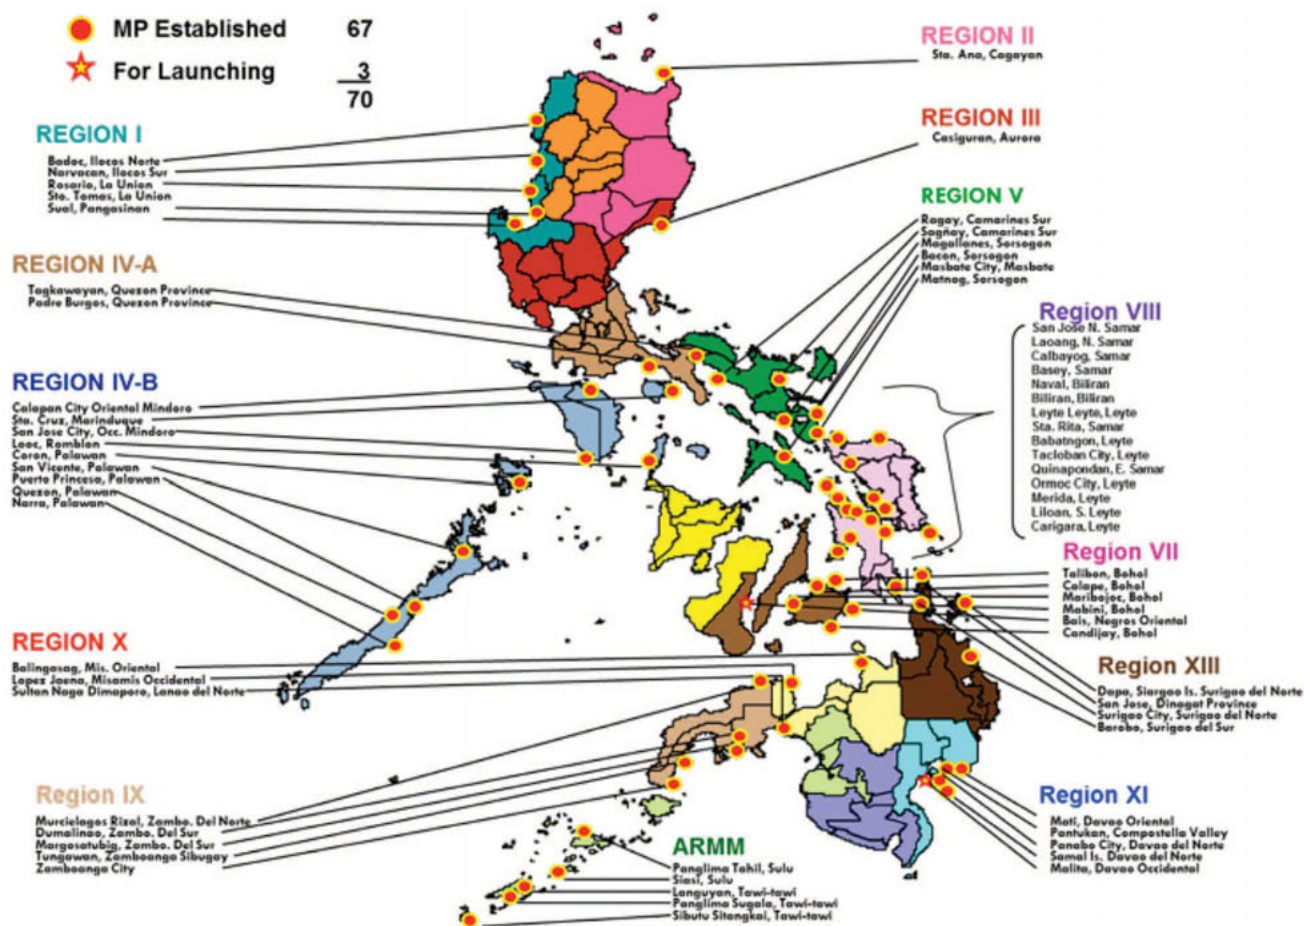 MP Established 67
For Launching 3
70
REGION I
Badoc, Ilocos Norte
Narvacan, Ilocos Sur
Rosario, La Union
Sto. Tomas, La Union
Sual, Pangasinan
REGION IV-A
Tagkawayan, Quezon Province
Padre Burgos, Quezon Province
REGION IV-B
Calapan City Oriental Mindoro
Sta. Cruz, Marinduque
San Jose City, Occ. Mindoro
Looc, Romblon
Coron, Palawan
San Vicente, Palawan
Puerto Princesa, Palawan
Quezon, Palawan
Narra, Palawan
REGION X
Balingasag, Mis. Oriental
Lopez Jaena, Misamis Occidental
Sultan Naga Dimaporo, Lanao del Norte
Region IX
Murcielagos Rizal, Zambo. Del Norte
Dumalinao, Zambo. Del Sur
Margosatubig, Zambo. Del Sur
Tungawan, Zamboanga Sibugay
Zamboanga City
REGION II
Sta. Ana, Cagayan
REGION III
Casiguran, Aurora
REGION V
Ragay, Camarines Sur
Sagñay, Camarines Sur
Magallanes, Sorsogon
Bacon, Sorsogon
Masbate City, Masbate
Matnog, Sorsogon
Region VIII
San Jose N. Samar
Laoang, N. Samar
Calbayog, Samar
Basey, Samar
Naval, Biliran
Biliran, Biliran
Leyte Leyte, Leyte
Sta. Rita, Samar
Babatngon, Leyte
Tacloban City, Leyte
Quinapondan, E. Samar
Ormoc City, Leyte
Merida, Leyte
Liloan, S. Leyte
Carigara, Leyte
Region VII
Talibon, Bohol
Calape, Bohol
Maribojoc, Bohol
Mabini, Bohol
Bais, Negros Oriental
Candijay, Bohol
Region XIII
Dapa, Siargao Is. Surigao del Norte
San Jose, Dinagat Province
Surigao City, Surigao del Norte
Barobo, Surigao del Sur
Region XI
Mati, Davao Oriental
Pantukan, Compostella Valley
Panabo City, Davao del Norte
Samal Is. Davao del Norte
Malita, Davao Occidental
ARMM
Panglima Tahil, Sulu
Siasi, Sulu
Languyan, Tawi-tawi
Panglima Sugala, Tawi-tawi
Sibutu Sitangkai, Tawi-tawi